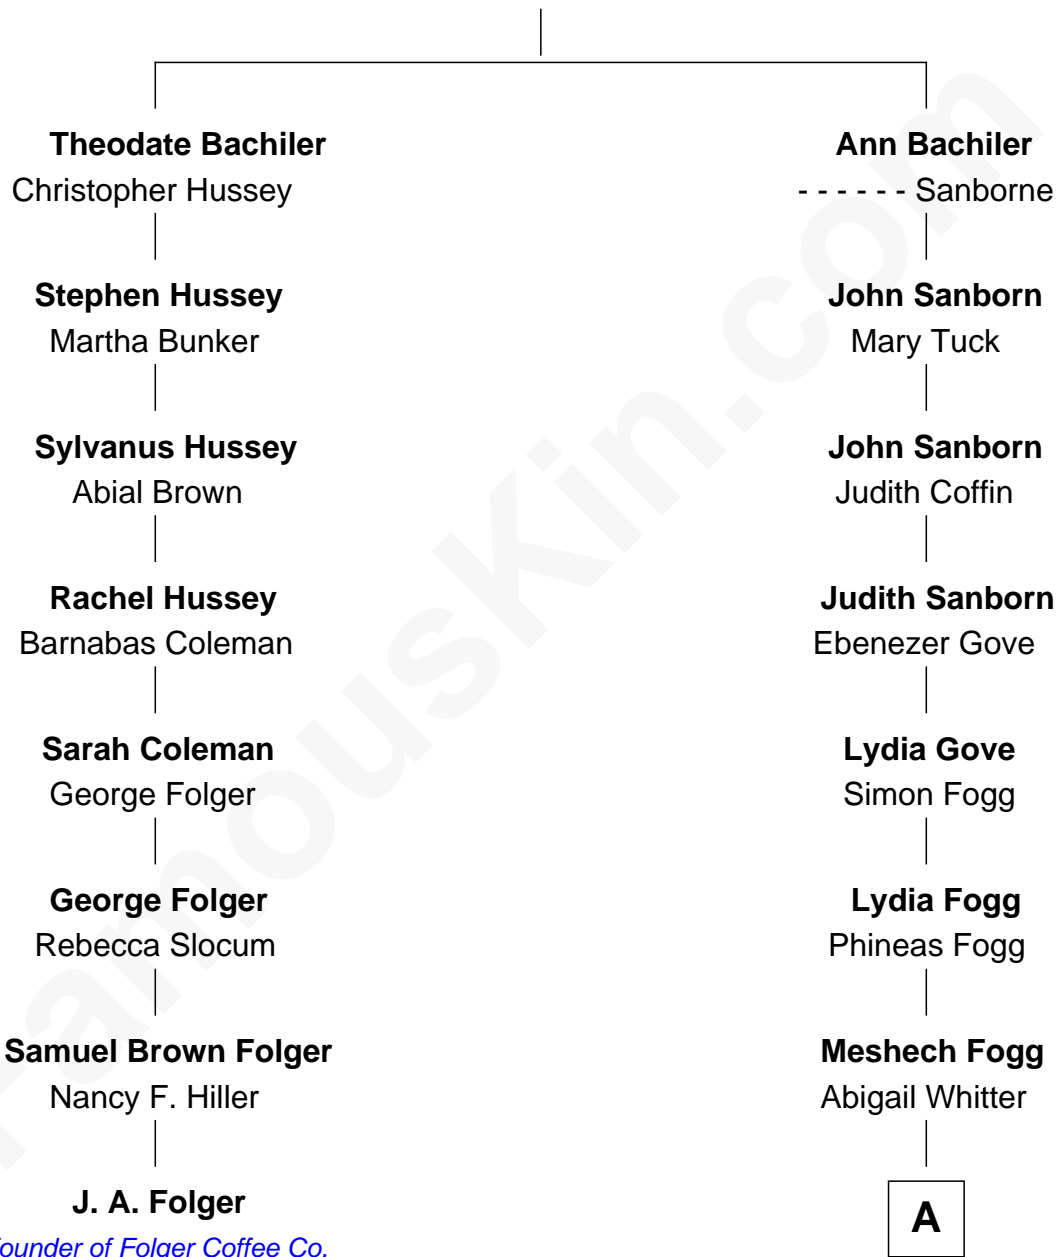 Theodate Bachiler
Christopher Hussey
Ann Bachiler
- - - - - - Sanborne
Stephen Hussey
Martha Bunker
John Sanborn
Mary Tuck
Sylvanus Hussey
Abial Brown
John Sanborn
Judith Coffin
Rachel Hussey
Barnabas Coleman
Judith Sanborn
Ebenezer Gove
Sarah Coleman
George Folger
Lydia Gove
Simon Fogg
George Folger
Rebecca Slocum
Lydia Fogg
Phineas Fogg
Samuel Brown Folger
Nancy F. Hiller
Meshech Fogg
Abigail Whitter
J. A. Folger
Founder of Folger Coffee Co.
A
FamousKin.com